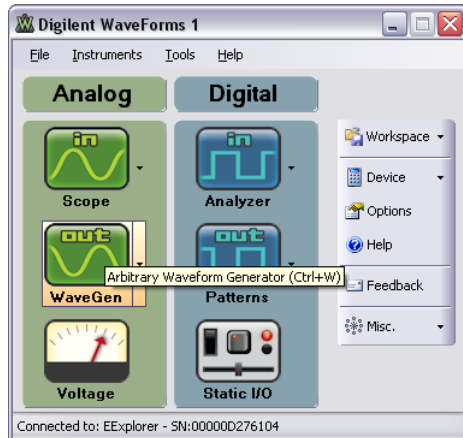 Digilent WaveForms 1
File Instruments Tools Help
Analog Digital
in in
Scope Analyzer
Workspace
Device
Options
Help
Feedback
Misc.
out out
Arbitrary Waveform Generator (Ctrl+W)
WaveGen Patterns
Voltage Static I/O
Connected to: EExplorer - SN:00000D276104